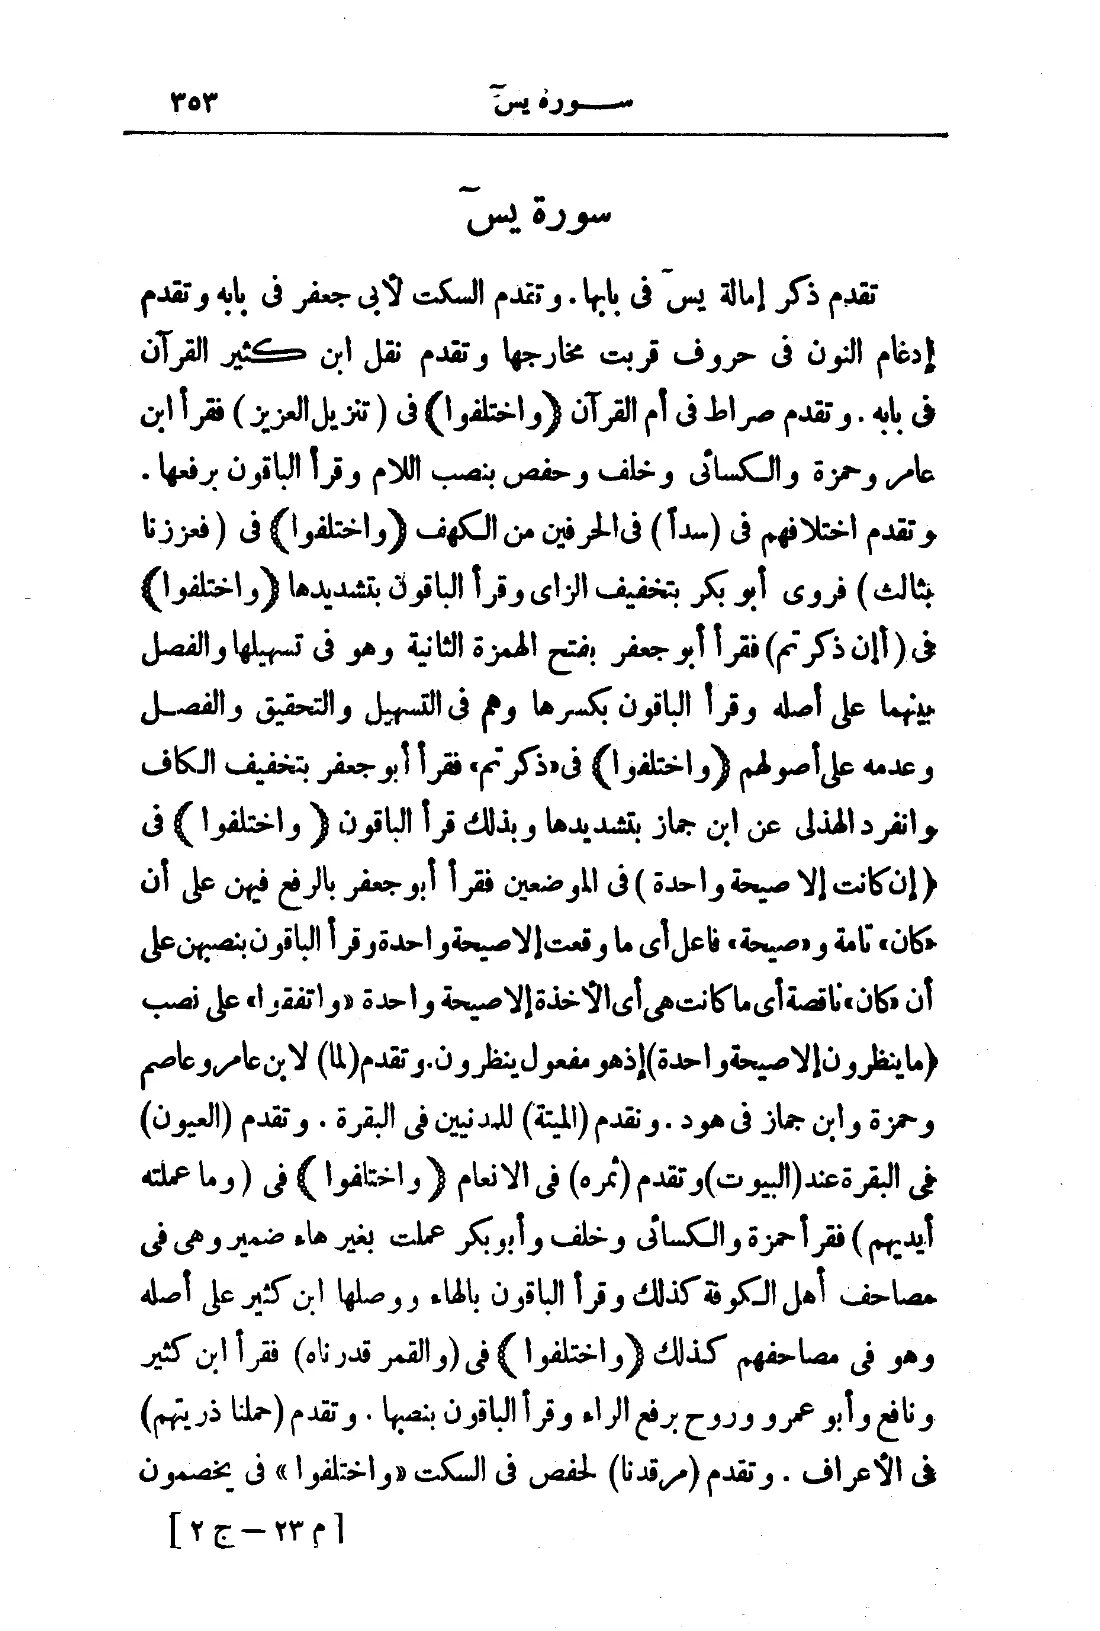 سورة يسٓ ٣٥٣
سورة يسٓ
تقدم ذكر إمالة يسٓ فى بابها. وتقدم السكت لأبى جعفر فى بابه وتقدم
إدغام النون فى حروف قربت مخارجها وتقدم نقل ابن كثير القرآن
فى بابه. وتقدم صراط فى أم القرآن ﴿واختلفوا﴾ فى (تنزيل العزيز) فقرأ ابن
عامر وحمزة والكسائى وخلف وحفص بنصب اللام وقرأ الباقون برفعها.
وتقدم اختلافهم فى (سداً) فى الحرفين من الكهف ﴿واختلفوا﴾ فى (فعززنا
بثالث) فروى أبو بكر بتخفيف الزاى وقرأ الباقون بتشديدها ﴿واختلفوا﴾
فى (أإن ذكرتم) فقرأ أبو جعفر بفتح الهمزة الثانية وهو فى تسهيلها والفصل
بينهما على أصله وقرأ الباقون بكسرها وهم فى التسهيل والتحقيق والفصل
وعدمه على أصولهم ﴿واختلفوا﴾ فى «ذكرتم» فقرأ أبو جعفر بتخفيف الكاف
وانفرد الهذلى عن ابن جماز بتشديدها وبذلك قرأ الباقون ﴿واختلفوا﴾ فى
(إن كانت إلا صيحة واحدة) فى الموضعين فقرأ أبو جعفر بالرفع فيهن على أن
«كان» تامة و«صيحة» فاعل أى ما وقعت إلا صيحة واحدة وقرأ الباقون بنصبهن على
أن «كان» ناقصة أى ما كانت هى أى الأخذة إلا صيحة واحدة «واتفقوا» على نصب
(ما ينظرون إلا صيحة واحدة) إذ هو مفعول ينظرون. وتقدم (لما) لابن عامر وعاصم
وحمزة وابن جماز فى هود. وتقدم (الميتة) للمدنيين فى البقرة. وتقدم (العيون)
فى البقرة عند (البيوت) وتقدم (ثمره) فى الانعام ﴿واختلفوا﴾ فى (وما عملته
أيديهم) فقرأ حمزة والكسائى وخلف وأبو بكر عملت بغير هاء ضمير وهى فى
مصاحف أهل الكوفة كذلك وقرأ الباقون بالهاء ووصلها ابن كثير على أصله
وهو فى مصاحفهم كذلك ﴿واختلفوا﴾ فى (والقمر قدرناه) فقرأ ابن كثير
ونافع وأبو عمرو وروح برفع الراء وقرأ الباقون بنصبها. وتقدم (حملنا ذريتهم)
فى الأعراف. وتقدم (مرقدنا) لحفص فى السكت «واختلفوا» فى يخصمون
[م ٢٣ – ج ٢]